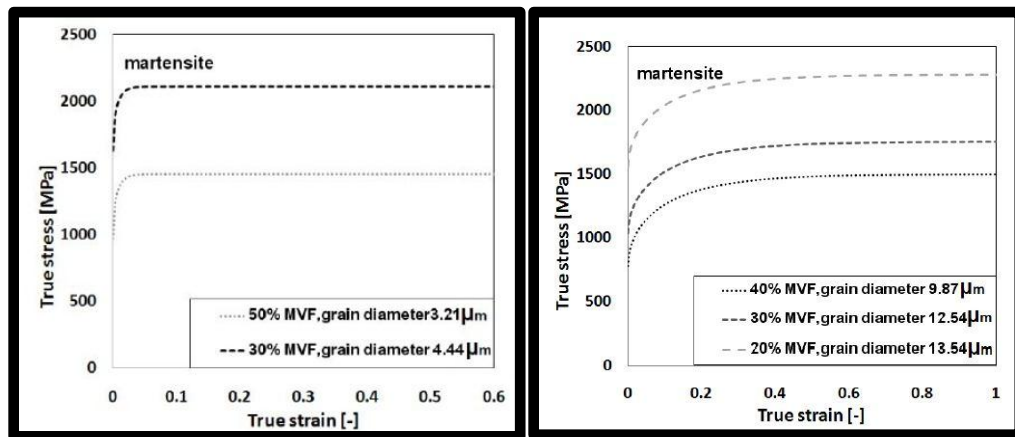 2500
martensite
2000
1500
1000
500
0
True stress [MPa]
50% MVF,grain diameter3.21µm
30% MVF,grain diameter 4.44µm
0 0.1 0.2 0.3 0.4 0.5 0.6
True strain [-]
2500
martensite
2000
1500
1000
500
0
True stress [MPa]
40% MVF,grain diameter 9.87µm
30% MVF,grain diameter 12.54µm
20% MVF,grain diameter 13.54µm
0 0.2 0.4 0.6 0.8 1
True strain [-]